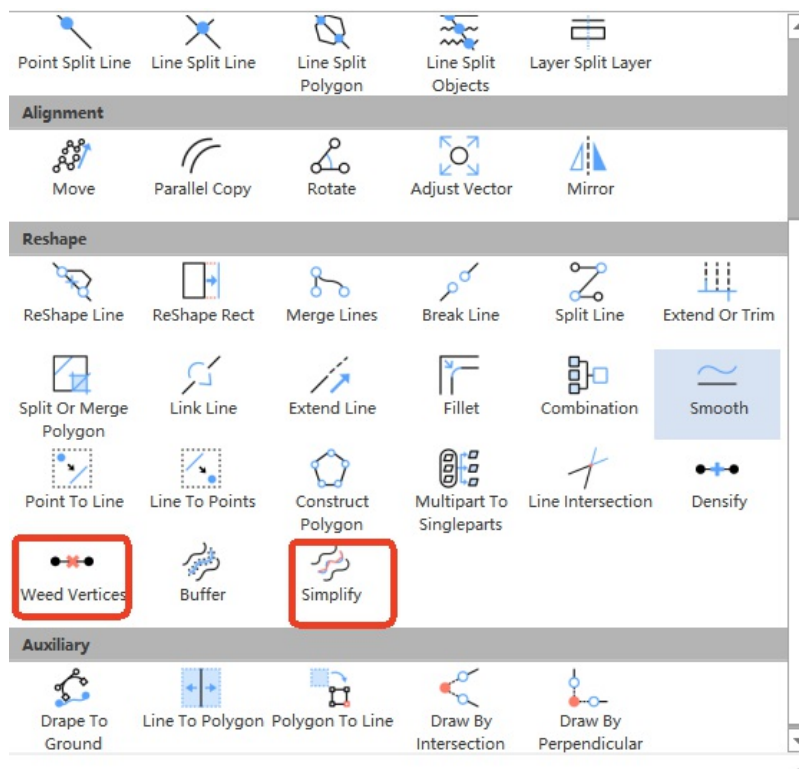 Point Split Line Line Split Line Line Split Polygon Line Split Objects Layer Split Layer
Alignment
Move Parallel Copy Rotate Adjust Vector Mirror
Reshape
ReShape Line ReShape Rect Merge Lines Break Line Split Line Extend Or Trim
Split Or Merge Polygon Link Line Extend Line Fillet Combination Smooth
Point To Line Line To Points Construct Polygon Multipart To Singleparts Line Intersection Densify
Weed Vertices Buffer Simplify
Auxiliary
Drape To Ground Line To Polygon Polygon To Line Draw By Intersection Draw By Perpendicular